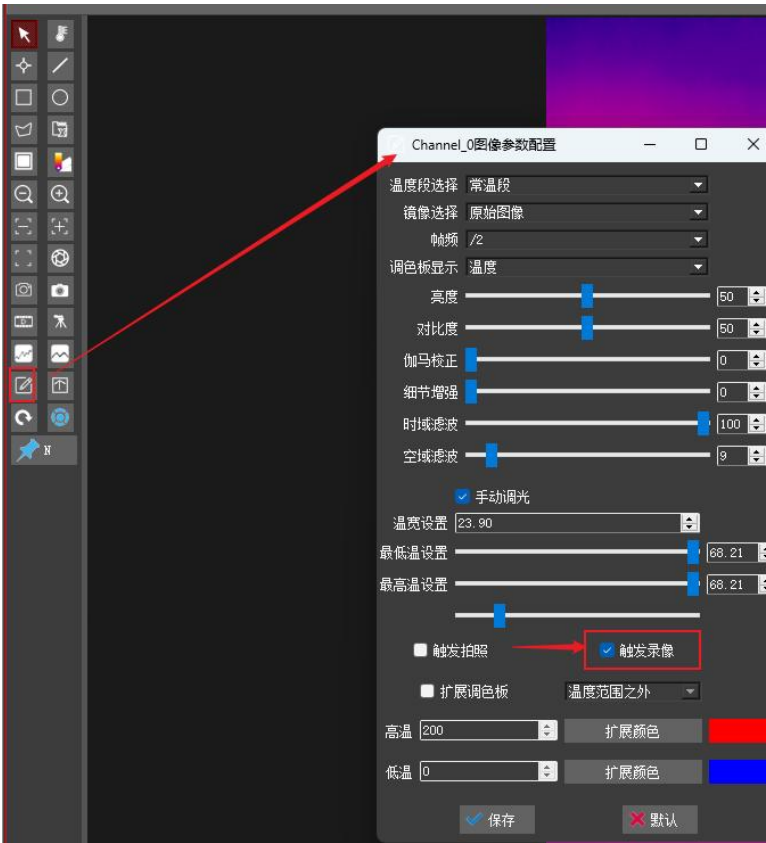 Channel_0图像参数配置
温度段选择 常温段
镜像选择 原始图像
帧频 /2
调色板显示 温度
亮度 50
对比度 50
伽马校正 0
细节增强 0
时域滤波 100
空域滤波 9
N
手动调光
温宽设置 23.90
最低温设置 68.21
最高温设置 68.21
触发拍照 触发录像
扩展调色板 温度范围之外
高温 200 扩展颜色
低温 0 扩展颜色
保存 默认